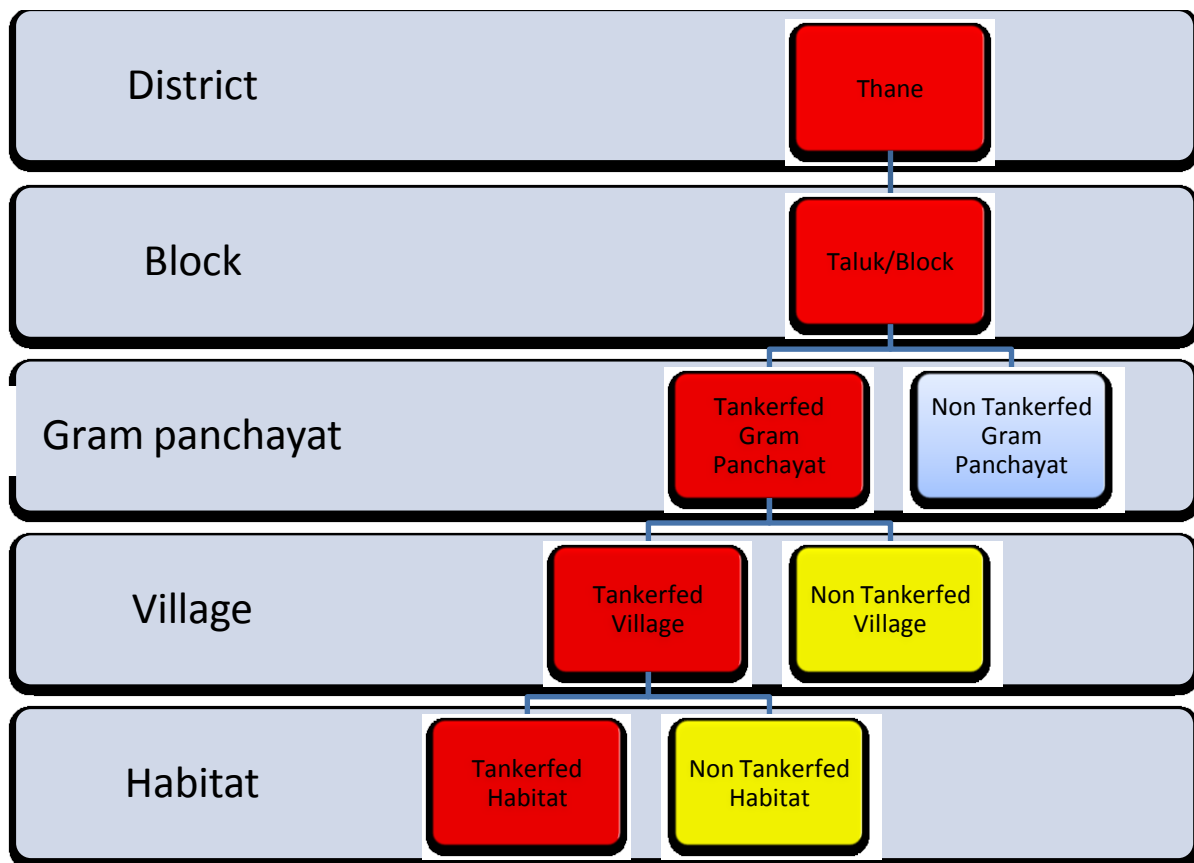 District
Thane
Block
Taluk/Block
Gram panchayat
Tankerfed
Gram
Panchayat
Non Tankerfed
Gram
Panchayat
Village
Tankerfed
Village
Non Tankerfed
Village
Habitat
Tankerfed
Habitat
Non Tankerfed
Habitat